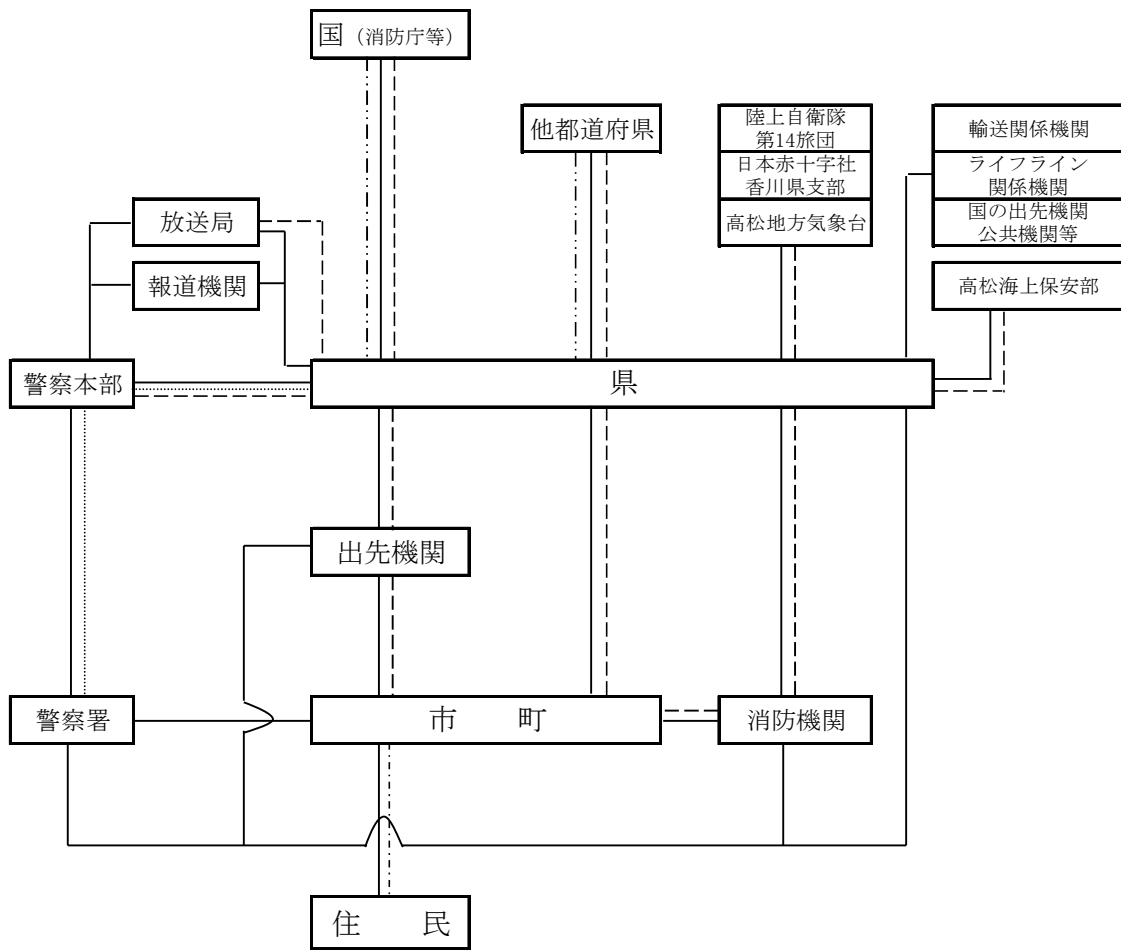 国（消防庁等）
他都道府県
陸上自衛隊
第14旅団
日本赤十字社
香川県支部
高松地方気象台
輸送関係機関
ライフライン
関係機関
国の出先機関
公共機関等
放送局
報道機関
高松海上保安部
警察本部
県
出先機関
警察署
市　　町
消防機関
住　　民